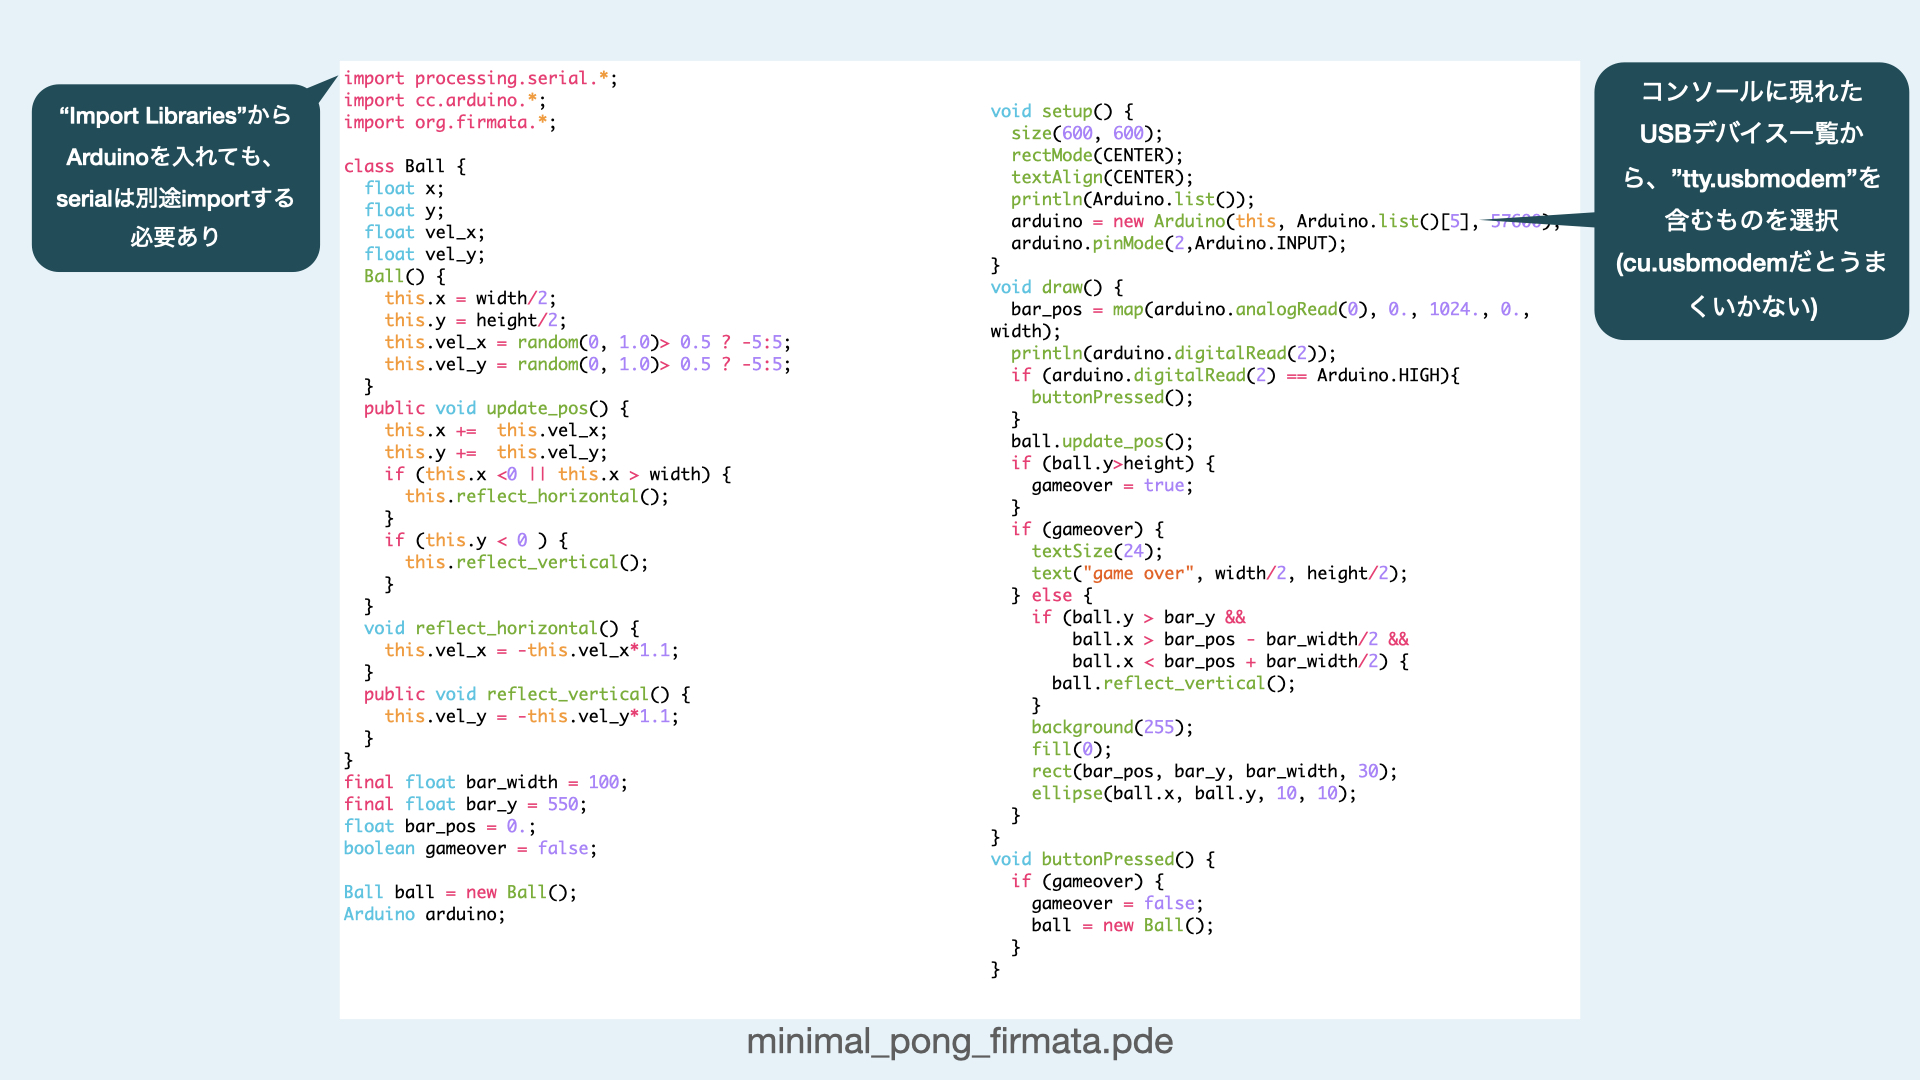 “Import Libraries”から
Arduinoを入れても、
serialは別途importする
必要あり
import processing.serial.*;
import cc.arduino.*;
import org.firmata.*;

class Ball {
  float x;
  float y;
  float vel_x;
  float vel_y;
  Ball() {
    this.x = width/2;
    this.y = height/2;
    this.vel_x = random(0, 1.0)> 0.5 ? -5:5;
    this.vel_y = random(0, 1.0)> 0.5 ? -5:5;
  }
  public void update_pos() {
    this.x +=  this.vel_x;
    this.y +=  this.vel_y;
    if (this.x <0 || this.x > width) {
      this.reflect_horizontal();
    }
    if (this.y < 0 ) {
      this.reflect_vertical();
    }
  }
  void reflect_horizontal() {
    this.vel_x = -this.vel_x*1.1;
  }
  public void reflect_vertical() {
    this.vel_y = -this.vel_y*1.1;
  }
}
final float bar_width = 100;
final float bar_y = 550;
float bar_pos = 0.;
boolean gameover = false;

Ball ball = new Ball();
Arduino arduino;

void setup() {
  size(600, 600);
  rectMode(CENTER);
  textAlign(CENTER);
  println(Arduino.list());
  arduino = new Arduino(this, Arduino.list()[5], 57600);
  arduino.pinMode(2,Arduino.INPUT);
}
void draw() {
  bar_pos = map(arduino.analogRead(0), 0., 1024., 0.,
width);
  println(arduino.digitalRead(2));
  if (arduino.digitalRead(2) == Arduino.HIGH){
    buttonPressed();
  }
  ball.update_pos();
  if (ball.y>height) {
    gameover = true;
  }
  if (gameover) {
    textSize(24);
    text("game over", width/2, height/2);
  } else {
    if (ball.y > bar_y &&
        ball.x > bar_pos - bar_width/2 &&
        ball.x < bar_pos + bar_width/2) {
      ball.reflect_vertical();
    }
    background(255);
    fill(0);
    rect(bar_pos, bar_y, bar_width, 30);
    ellipse(ball.x, ball.y, 10, 10);
  }
}
void buttonPressed() {
  if (gameover) {
    gameover = false;
    ball = new Ball();
  }
}
コンソールに現れた
USBデバイス一覧か
ら、”tty.usbmodem”を
含むものを選択
(cu.usbmodemだとうま
くいかない)
minimal_pong_firmata.pde